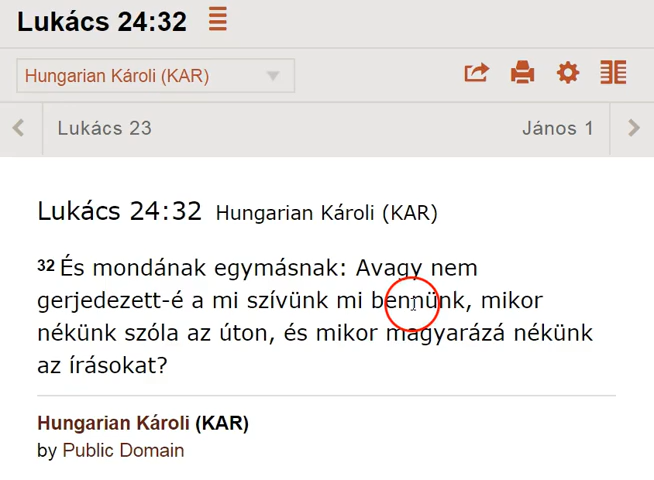 Lukács 24:32
Hungarian Károli (KAR)
Lukács 23
János 1
Lukács 24:32 Hungarian Károli (KAR)
32 És mondának egymásnak: Avagy nem
gerjedezett-é a mi szívünk mi bennünk, mikor
nékünk szóla az úton, és mikor magyarázá nékünk
az írásokat?
Hungarian Károli (KAR)
by Public Domain